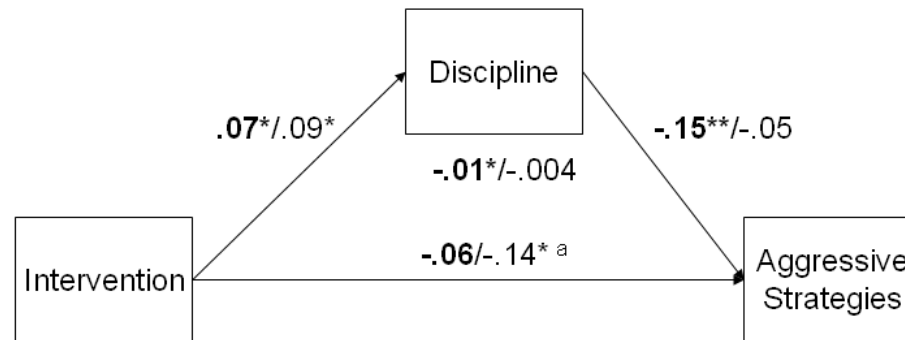 Discipline
.07*/.09*
-.15**/-.05
-.01*/-.004
-.06/-.14* a
Intervention
Aggressive
Strategies